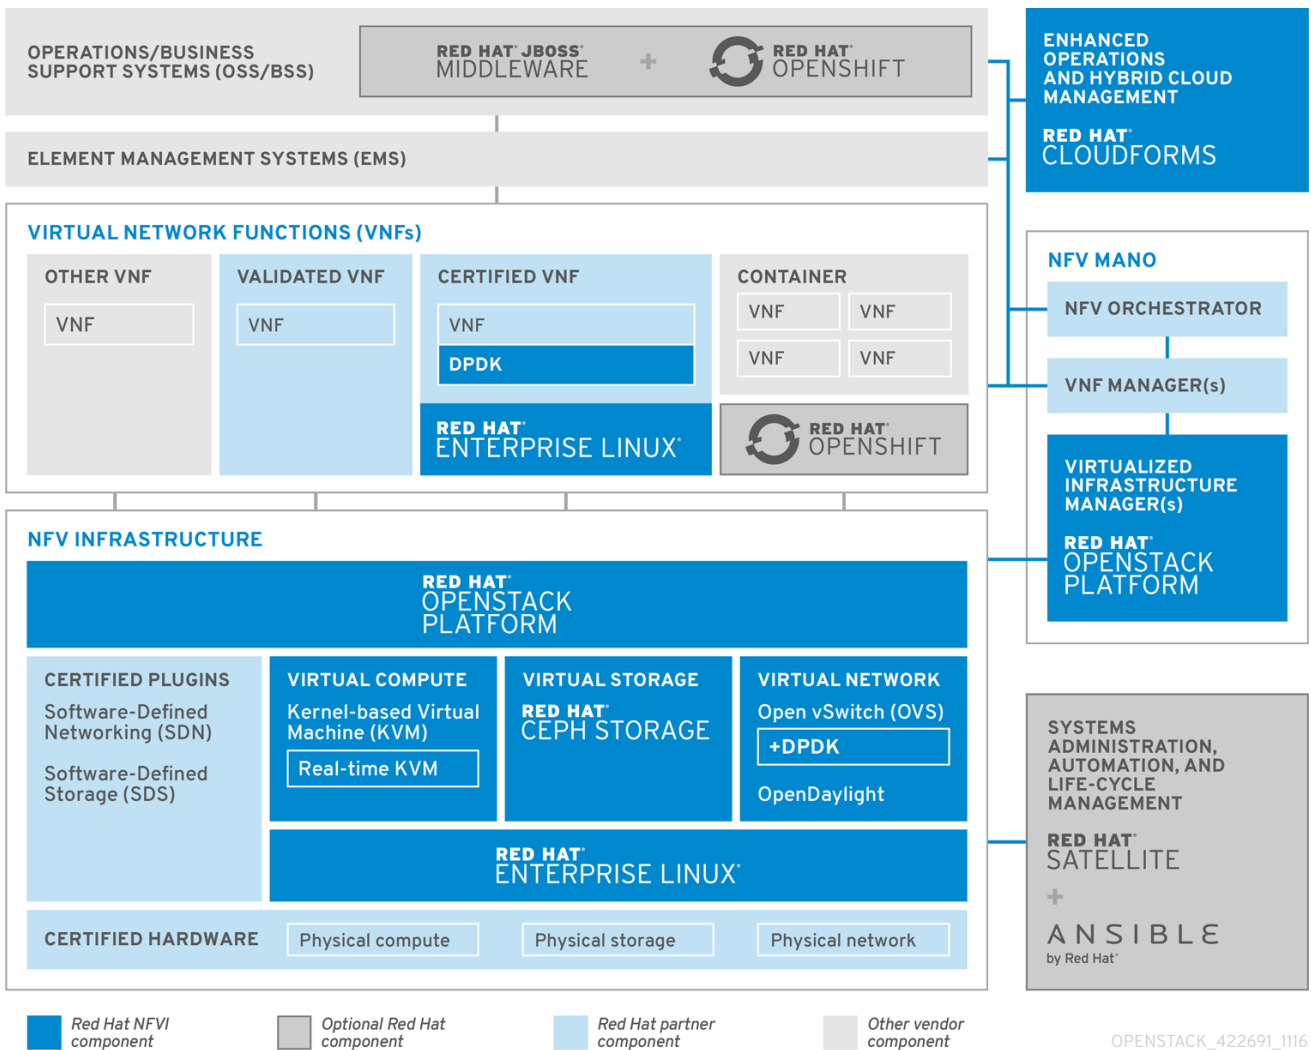 OPERATIONS/BUSINESS
SUPPORT SYSTEMS (OSS/BSS)
RED HAT® JBOSS®
MIDDLEWARE
+
RED HAT®
OPENSHIFT
ENHANCED
OPERATIONS
AND HYBRID CLOUD
MANAGEMENT
RED HAT®
CLOUDFORMS
ELEMENT MANAGEMENT SYSTEMS (EMS)
VIRTUAL NETWORK FUNCTIONS (VNFs)
OTHER VNF
VNF
VALIDATED VNF
VNF
CERTIFIED VNF
VNF
DPDK
RED HAT®
ENTERPRISE LINUX®
CONTAINER
VNF
VNF
VNF
VNF
RED HAT®
OPENSHIFT
NFV MANO
NFV ORCHESTRATOR
VNF MANAGER(s)
VIRTUALIZED
INFRASTRUCTURE
MANAGER(s)
RED HAT®
OPENSTACK
PLATFORM
NFV INFRASTRUCTURE
RED HAT®
OPENSTACK
PLATFORM
CERTIFIED PLUGINS
Software-Defined
Networking (SDN)
Software-Defined
Storage (SDS)
VIRTUAL COMPUTE
Kernel-based Virtual
Machine (KVM)
Real-time KVM
VIRTUAL STORAGE
RED HAT®
CEPH STORAGE
VIRTUAL NETWORK
Open vSwitch (OVS)
+DPDK
OpenDaylight
RED HAT®
ENTERPRISE LINUX®
CERTIFIED HARDWARE
Physical compute
Physical storage
Physical network
SYSTEMS
ADMINISTRATION,
AUTOMATION, AND
LIFE-CYCLE
MANAGEMENT
RED HAT®
SATELLITE
+
ANSIBLE
by Red Hat®
Red Hat NFVI
component
Optional Red Hat
component
Red Hat partner
component
Other vendor
component
OPENSTACK_422691_1116